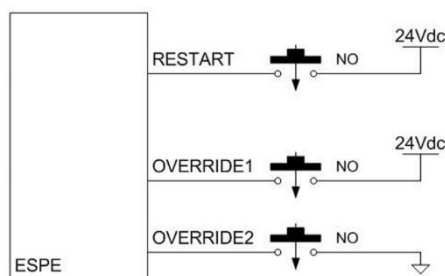 24Vdc
RESTART NO
24Vdc
OVERRIDE1 NO
OVERRIDE2 NO
ESPE